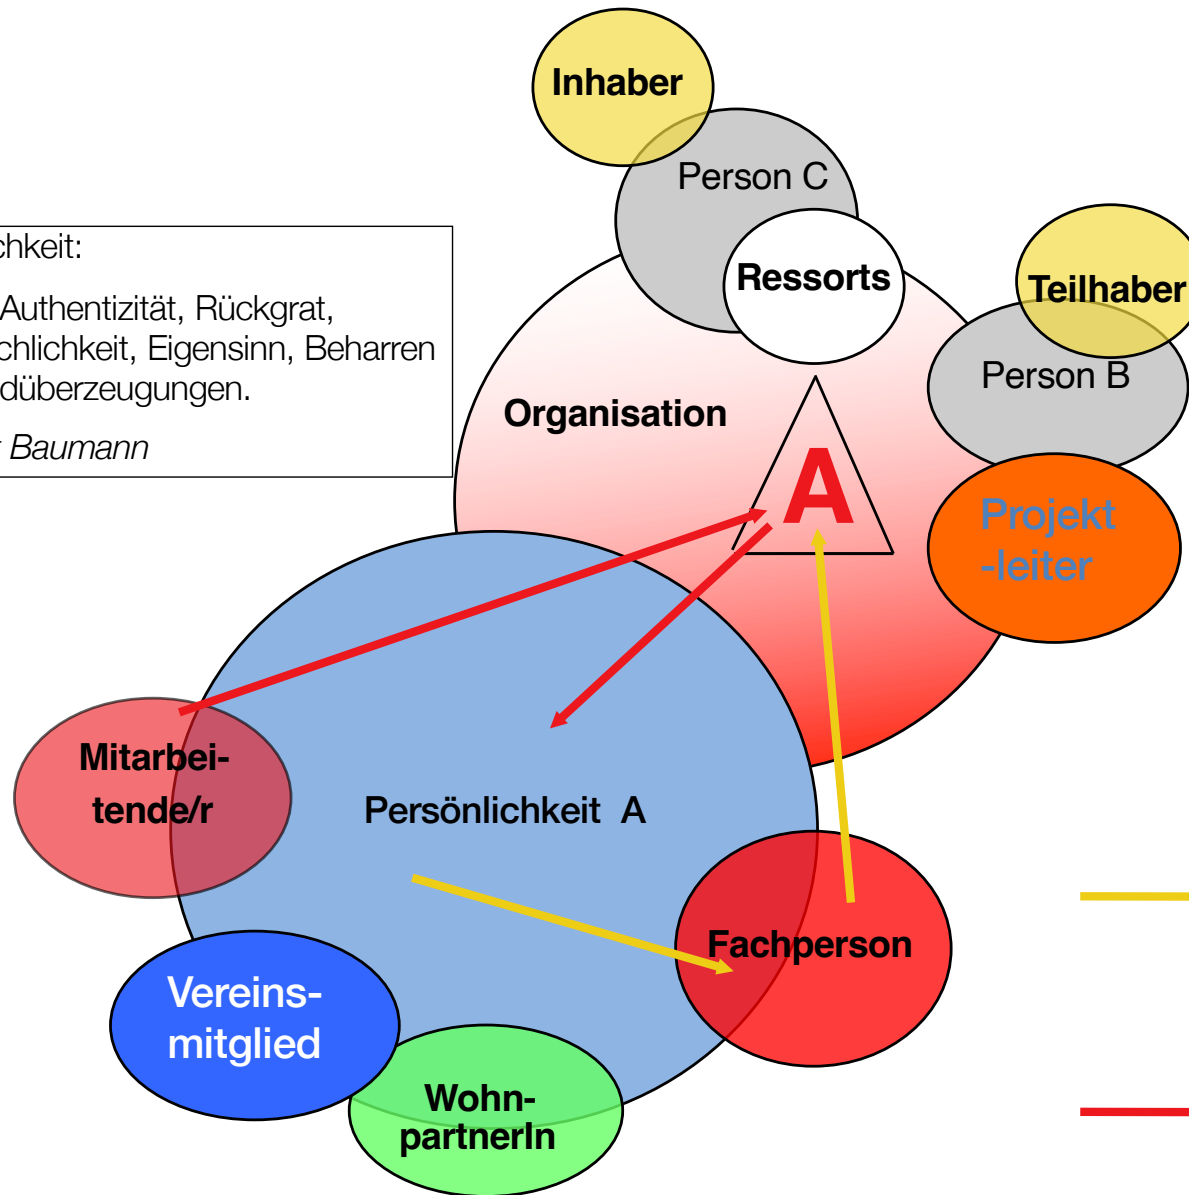 Inhaber
Person C
Ressorts
Teilhaber
Person B
chkeit:
Authentizität, Rückgrat,
chlichkeit, Eigensinn, Beharren
düberzeugungen.
Baumann
Organisation
A
Projekt
-leiter
Mitarbei-
tende/r
Persönlichkeit A
Fachperson
Vereins-
mitglied
Wohn-
partnerIn